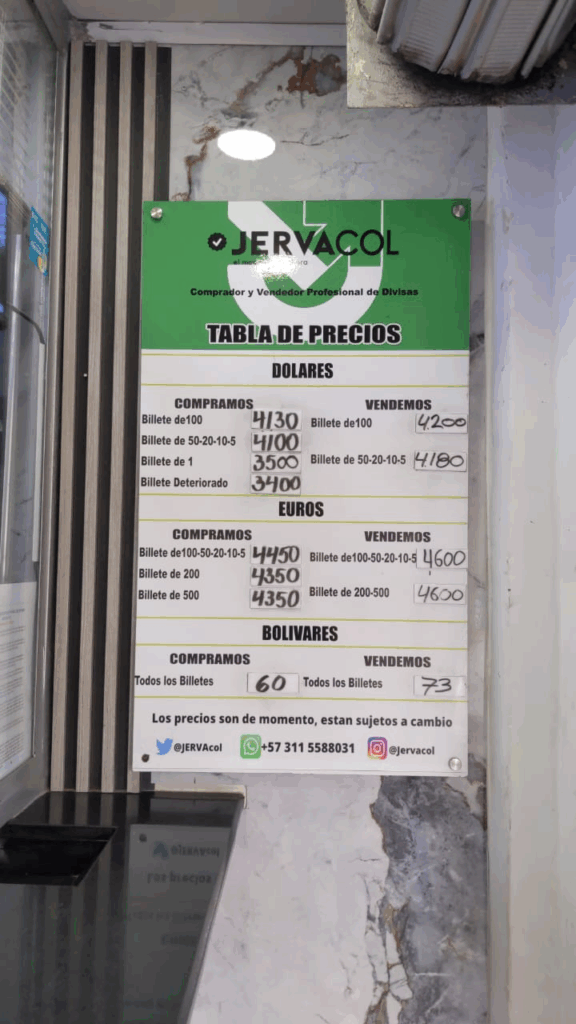 JERVACOL
Comprador y Vendedor Profesional de Divisas
TABLA DE PRECIOS
DOLARES
COMPRAMOS VENDEMOS
Billete de100 4130 Billete de100 4200
Billete de 50-20-10-5 4100
Billete de 1 3500 Billete de 50-20-10-5 4180
Billete Deteriorado 3400
EUROS
COMPRAMOS VENDEMOS
Billete de100-50-20-10-5 4450 Billete de100-50-20-10-5 4600
Billete de 200 4350
Billete de 500 4350 Billete de 200-500 4600
BOLIVARES
COMPRAMOS VENDEMOS
Todos los Billetes 60 Todos los Billetes 73
Los precios son de momento, estan sujetos a cambio
@JERVAcol +57 311 5588031 @jervacol